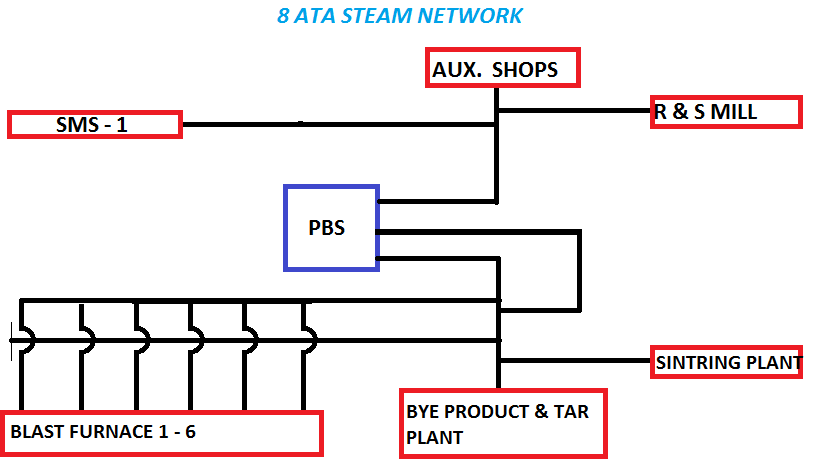 8 ATA STEAM NETWORK
AUX. SHOPS
R & S MILL
SMS - 1
PBS
SINTRING PLANT
BLAST FURNACE 1 - 6
BYE PRODUCT & TAR
PLANT